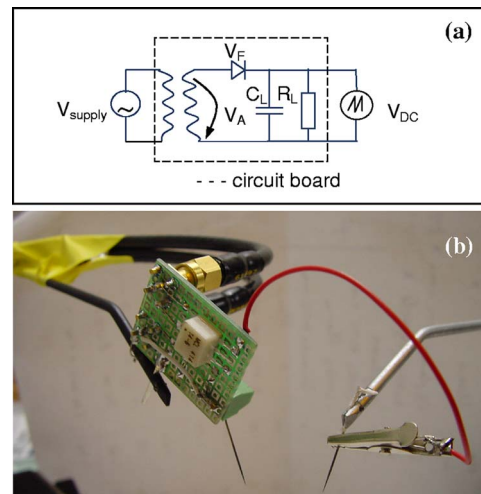 (a)
V_F
V_supply
V_A
C_L
R_L
V_DC
--- circuit board
(b)